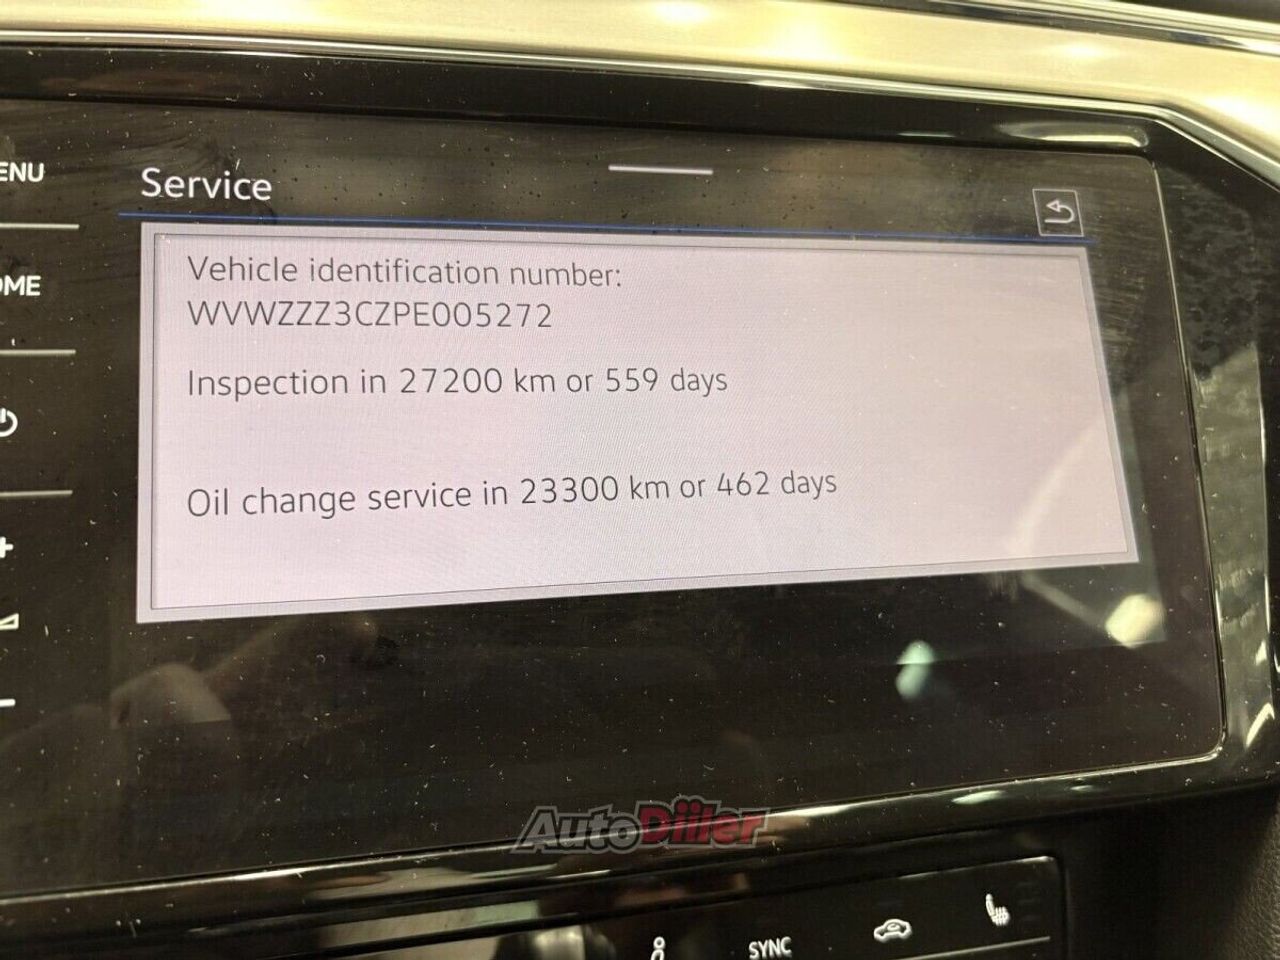 Service
Vehicle identification number:
WVWZZZ3CZPE005272
Inspection in 27200 km or 559 days
Oil change service in 23300 km or 462 days
ENU
OME
+
-
AutoDiiler
SYNC